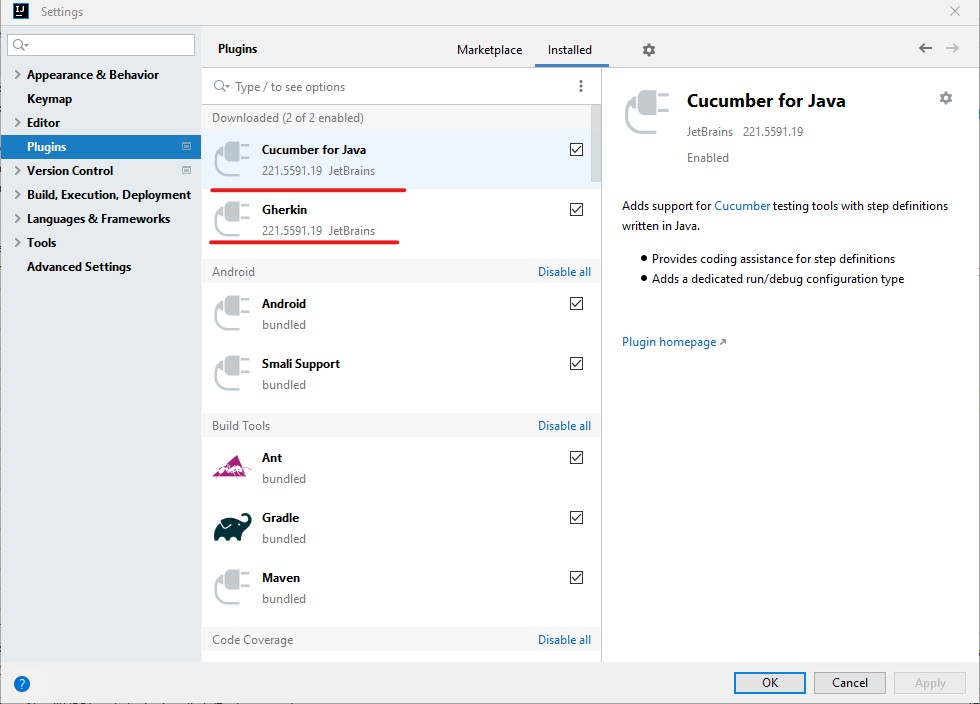 Settings
Plugins
Marketplace
Installed
Appearance & Behavior
Keymap
Editor
Plugins
Version Control
Build, Execution, Deployment
Languages & Frameworks
Tools
Advanced Settings
Type / to see options
Downloaded (2 of 2 enabled)
Cucumber for Java
221.5591.19 JetBrains
Gherkin
221.5591.19 JetBrains
Android Disable all
Android
bundled
Smali Support
bundled
Build Tools Disable all
Ant
bundled
Gradle
bundled
Maven
bundled
Code Coverage Disable all
Cucumber for Java
JetBrains 221.5591.19
Enabled
Adds support for Cucumber testing tools with step definitions
written in Java.
• Provides coding assistance for step definitions
• Adds a dedicated run/debug configuration type
Plugin homepage ↗
?
OK
Cancel
Apply